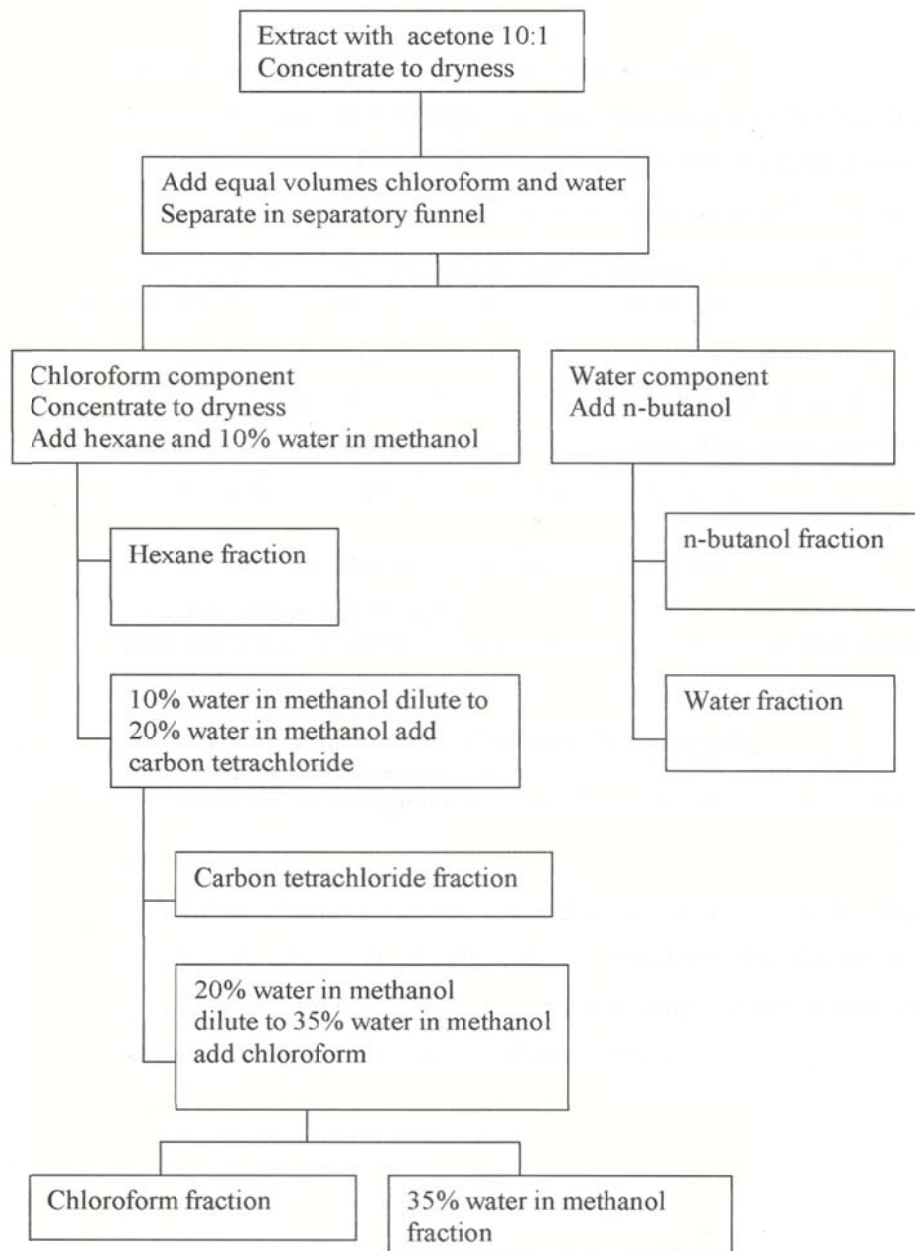 Extract with acetone 10:1
Concentrate to dryness
Add equal volumes chloroform and water
Separate in separatory funnel
Chloroform component
Concentrate to dryness
Add hexane and 10% water in methanol
Water component
Add n-butanol
Hexane fraction
n-butanol fraction
10% water in methanol dilute to
20% water in methanol add
carbon tetrachloride
Water fraction
Carbon tetrachloride fraction
20% water in methanol
dilute to 35% water in methanol
add chloroform
Chloroform fraction
35% water in methanol
fraction